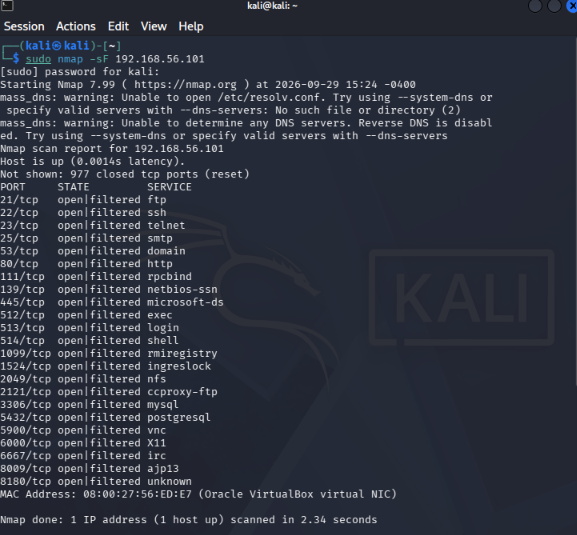 kali@kali: ~
Session Actions Edit View Help
┌──(kali㉿kali)-[~]
└─$ sudo nmap -sF 192.168.56.101
[sudo] password for kali:
Starting Nmap 7.99 ( https://nmap.org ) at 2026-09-29 15:24 -0400
mass_dns: warning: Unable to open /etc/resolv.conf. Try using --system-dns or
specify valid servers with --dns-servers: No such file or directory (2)
mass_dns: warning: Unable to determine any DNS servers. Reverse DNS is disabl
ed. Try using --system-dns or specify valid servers with --dns-servers
Nmap scan report for 192.168.56.101
Host is up (0.0014s latency).
Not shown: 977 closed tcp ports (reset)
PORT STATE SERVICE
21/tcp open|filtered ftp
22/tcp open|filtered ssh
23/tcp open|filtered telnet
25/tcp open|filtered smtp
53/tcp open|filtered domain
80/tcp open|filtered http
111/tcp open|filtered rpcbind
139/tcp open|filtered netbios-ssn
445/tcp open|filtered microsoft-ds
512/tcp open|filtered exec
513/tcp open|filtered login
514/tcp open|filtered shell
1099/tcp open|filtered rmiregistry
1524/tcp open|filtered ingreslock
2049/tcp open|filtered nfs
2121/tcp open|filtered ccproxy-ftp
3306/tcp open|filtered mysql
5432/tcp open|filtered postgresql
5900/tcp open|filtered vnc
6000/tcp open|filtered X11
6667/tcp open|filtered irc
8009/tcp open|filtered ajp13
8180/tcp open|filtered unknown
MAC Address: 08:00:27:56:ED:E7 (Oracle VirtualBox virtual NIC)
Nmap done: 1 IP address (1 host up) scanned in 2.34 seconds
KALI